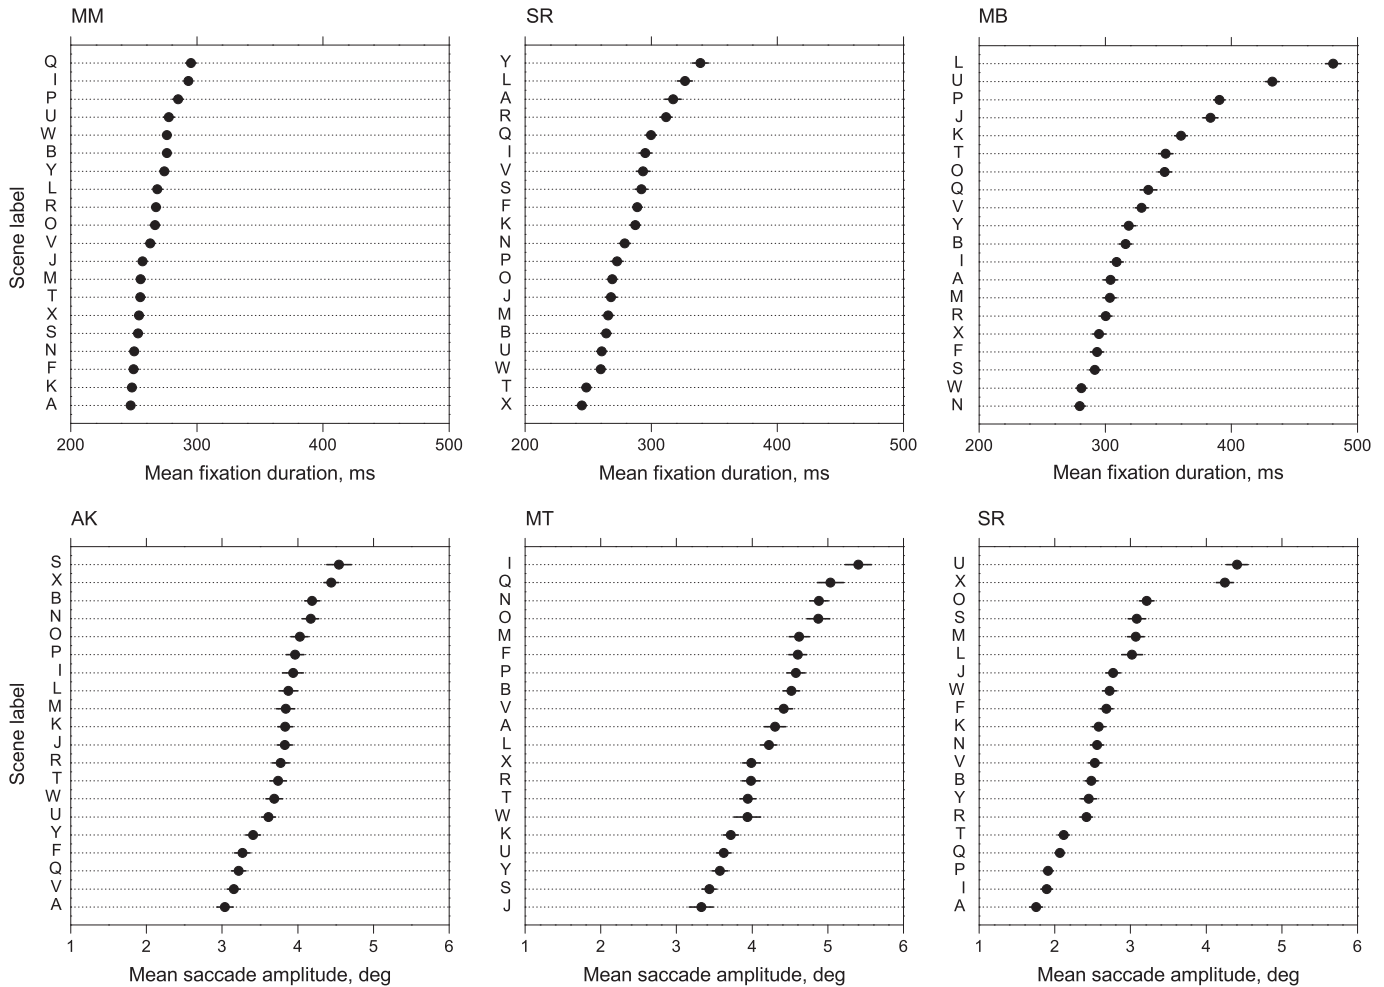 MM
SR
MB
Scene label
Q
I
P
U
W
B
Y
L
R
O
V
J
M
T
X
S
N
F
K
A
200 300 400 500
Mean fixation duration, ms
Y
L
A
R
Q
I
V
S
F
K
N
P
O
J
M
B
U
W
T
X
200 300 400 500
Mean fixation duration, ms
L
U
P
J
K
T
O
Q
V
Y
B
I
A
M
R
X
F
S
W
N
200 300 400 500
Mean fixation duration, ms
AK
MT
SR
Scene label
S
X
B
N
O
P
I
L
M
K
J
R
T
W
U
Y
F
Q
V
A
1 2 3 4 5 6
Mean saccade amplitude, deg
I
Q
N
O
M
F
P
B
V
A
L
X
R
T
W
K
U
Y
S
J
1 2 3 4 5 6
Mean saccade amplitude, deg
U
X
O
S
M
L
J
W
F
K
N
V
B
Y
R
T
Q
P
I
A
1 2 3 4 5 6
Mean saccade amplitude, deg